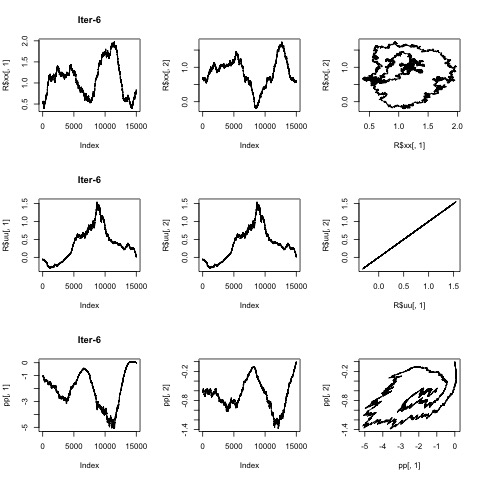 Iter-6
R$xx[, 1]
0.5 1.0 1.5 2.0
0 5000 10000 15000
Index
R$xx[, 2]
0.0 1.0
0 5000 10000 15000
Index
R$xx[, 2]
0.0 1.0
0.5 1.0 1.5 2.0
R$xx[, 1]
Iter-6
R$uu[, 1]
0.0 0.5 1.0 1.5
0 5000 10000 15000
Index
R$uu[, 2]
0.0 0.5 1.0 1.5
0 5000 10000 15000
Index
R$uu[, 2]
0.0 0.5 1.0 1.5
0.0 0.5 1.0 1.5
R$uu[, 1]
Iter-6
pp[, 1]
-5 -4 -3 -2 -1 0
0 5000 10000 15000
Index
pp[, 2]
-1.4 -0.8 -0.2
0 5000 10000 15000
Index
pp[, 2]
-1.4 -0.8 -0.2
-5 -4 -3 -2 -1 0
pp[, 1]